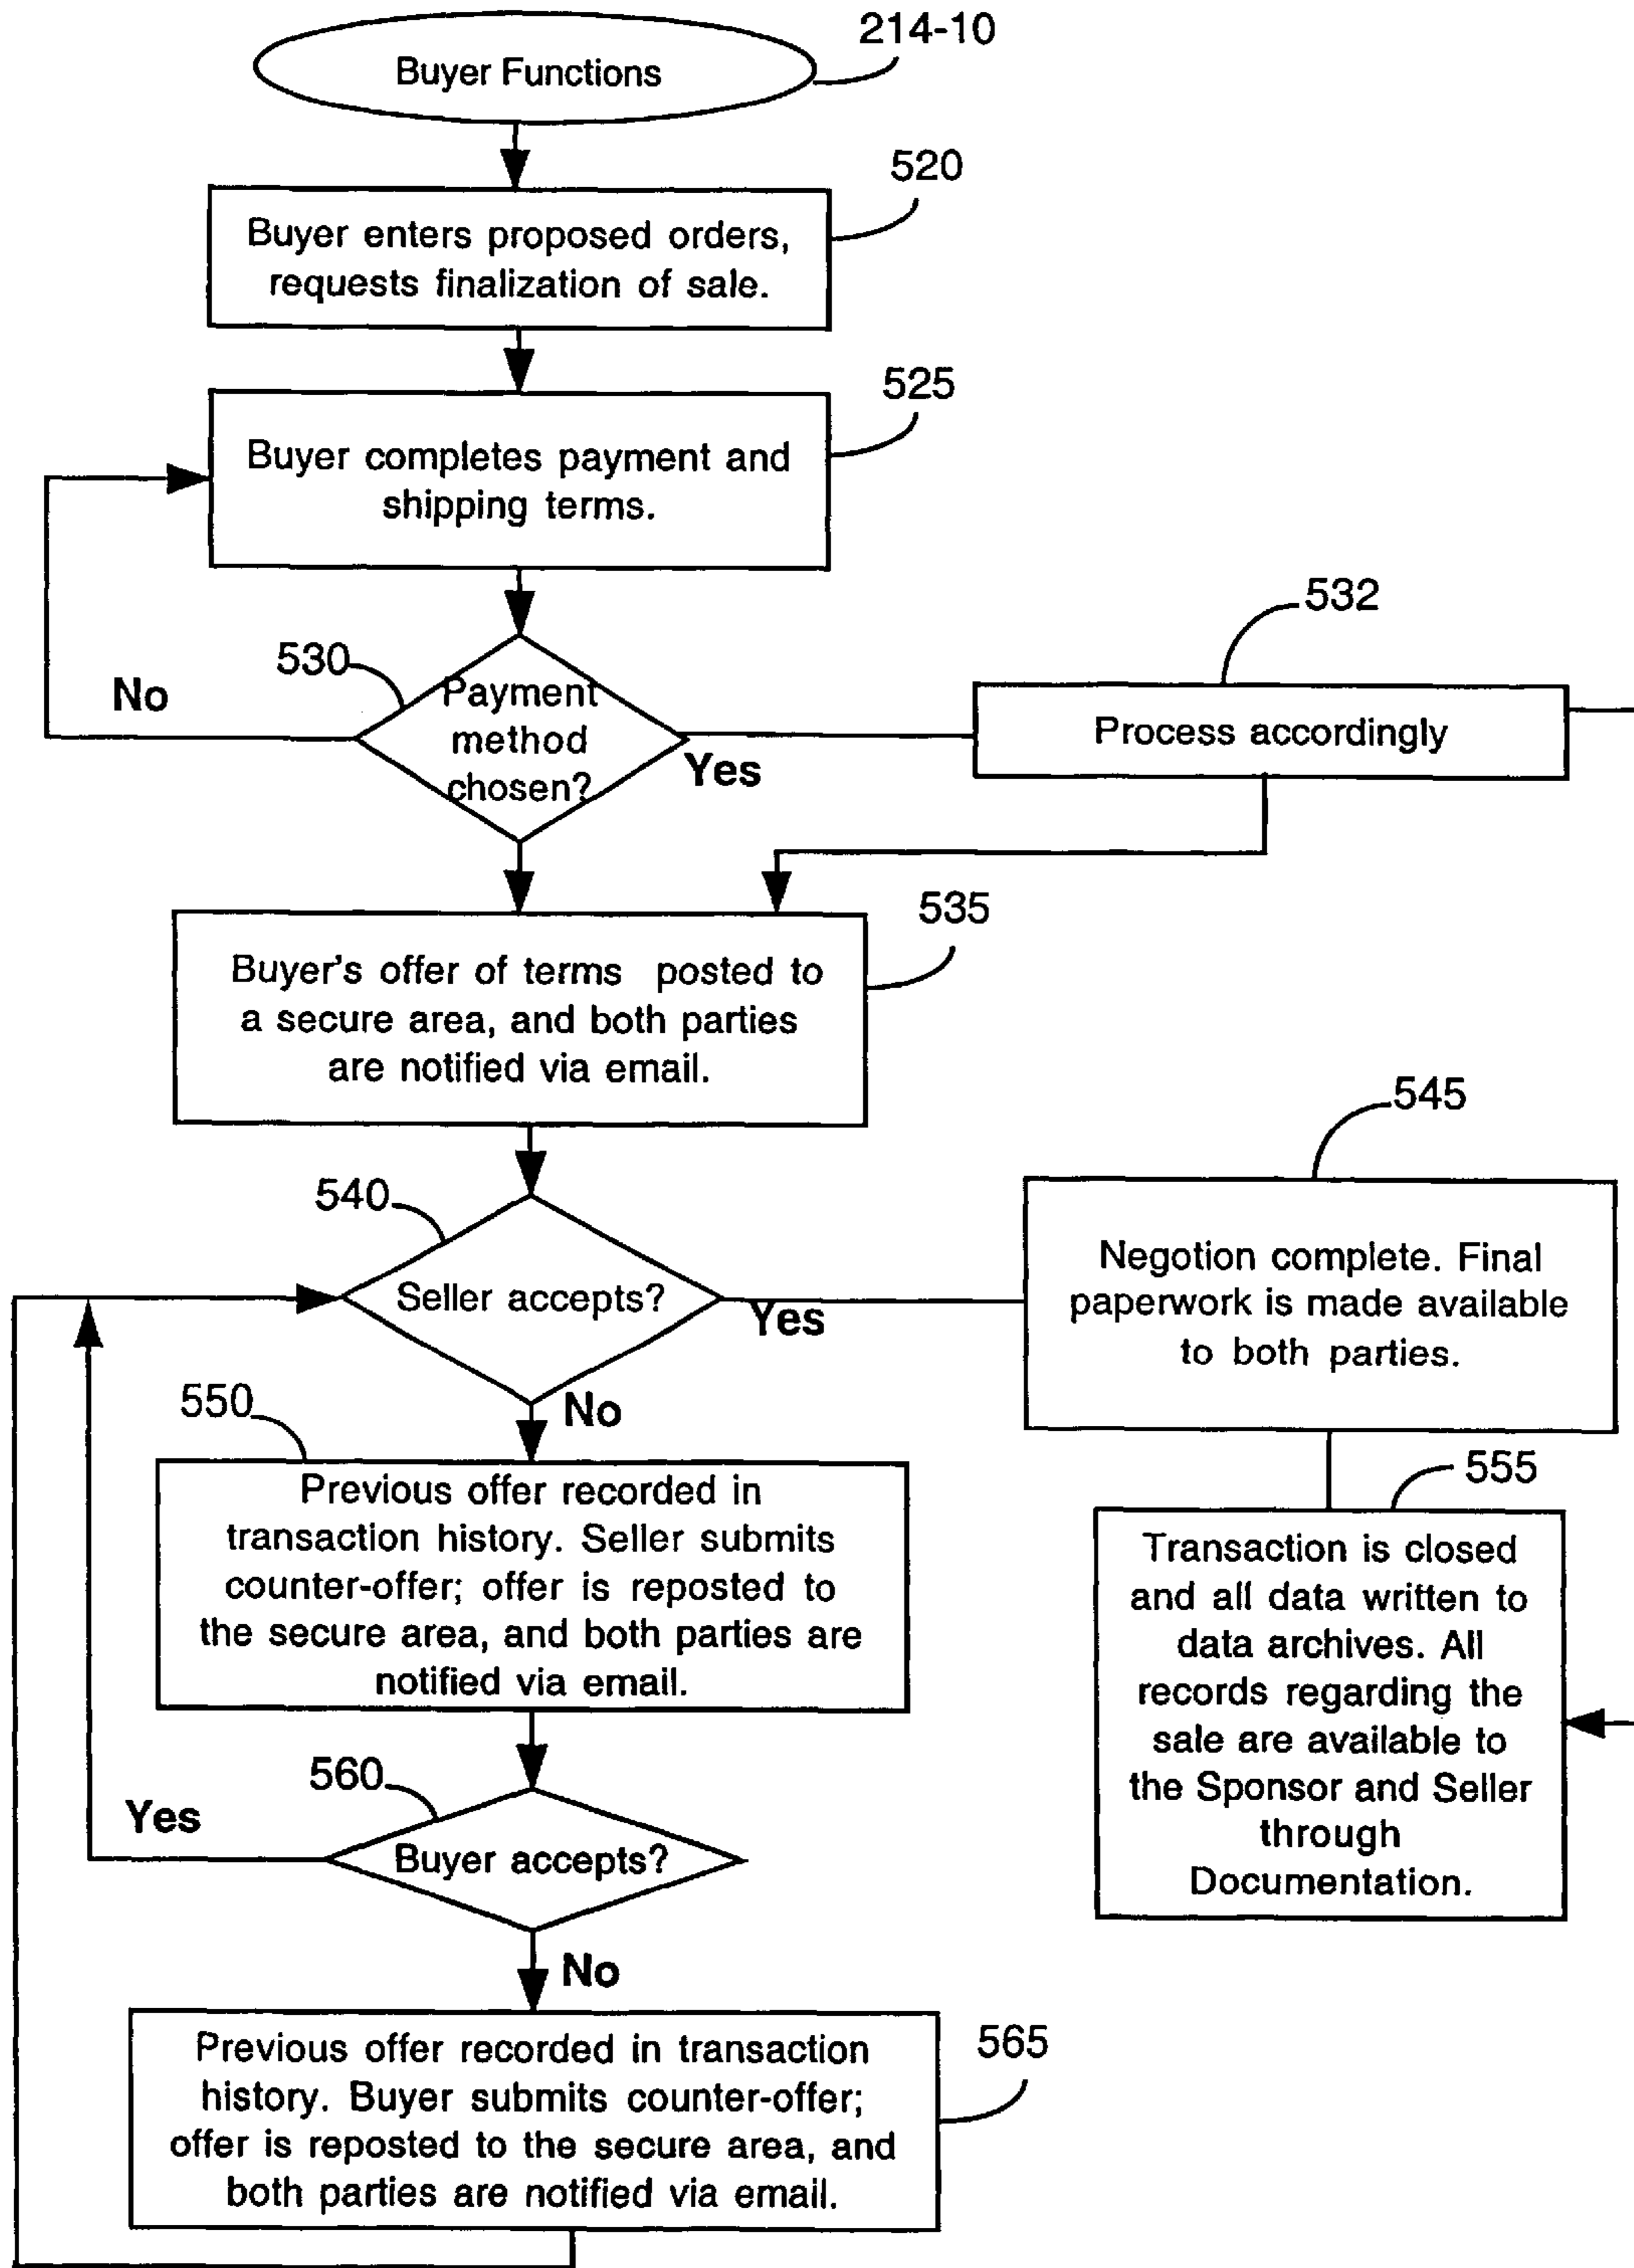 214-10
Buyer Functions
520
Buyer enters proposed orders,
requests finalization of sale.
525
Buyer completes payment and
shipping terms.
532
530
No
Payment
method
chosen?
Yes
Process accordingly
535
Buyer's offer of terms posted to
a secure area, and both parties
are notified via email.
545
540
Seller accepts?
Yes
Negotion complete. Final
paperwork is made available
to both parties.
No
550
Previous offer recorded in
transaction history. Seller submits
counter-offer; offer is reposted to
the secure area, and both parties are
notified via email.
555
Transaction is closed
and all data written to
data archives. All
records regarding the
sale are available to
the Sponsor and Seller
through
Documentation.
560
Yes
Buyer accepts?
No
565
Previous offer recorded in transaction
history. Buyer submits counter-offer;
offer is reposted to the secure area, and
both parties are notified via email.